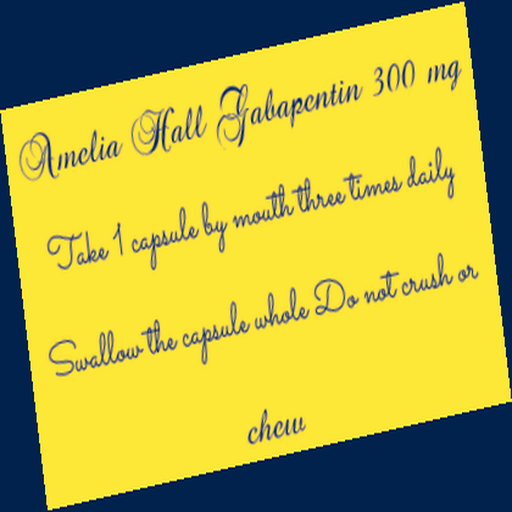 Amelia Hall Gabapentin 300 mg
Take 1 capsule by mouth three times daily
Swallow the capsule whole Do not crush or
chew